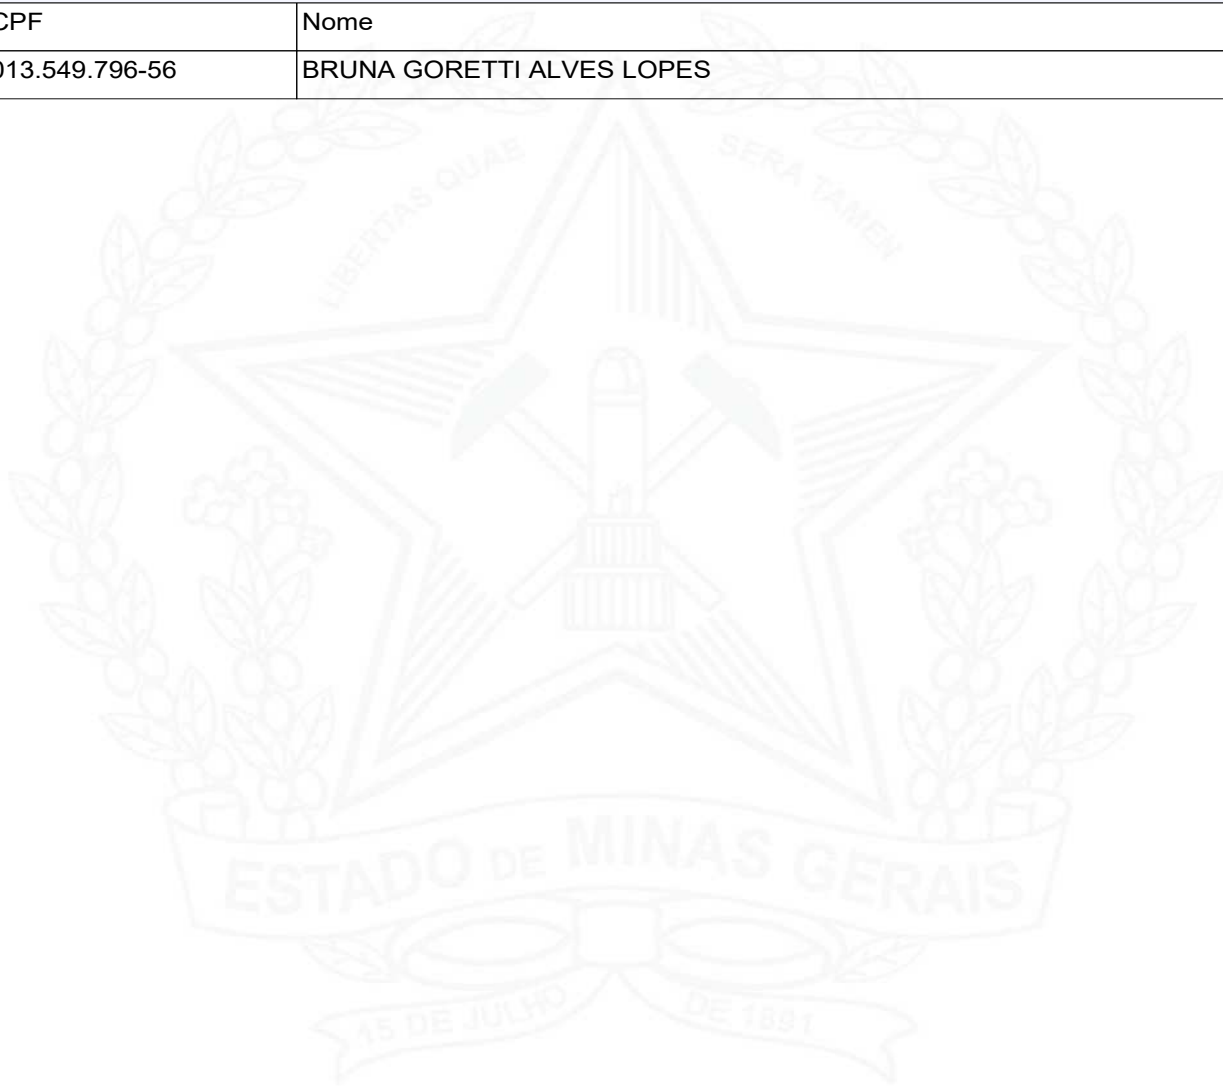 CPF Nome
013.549.796-56 BRUNA GORETTI ALVES LOPES
LIBERTAS QUAE SERA TAMEN
ESTADO DE MINAS GERAIS
15 DE JULHO DE 1891